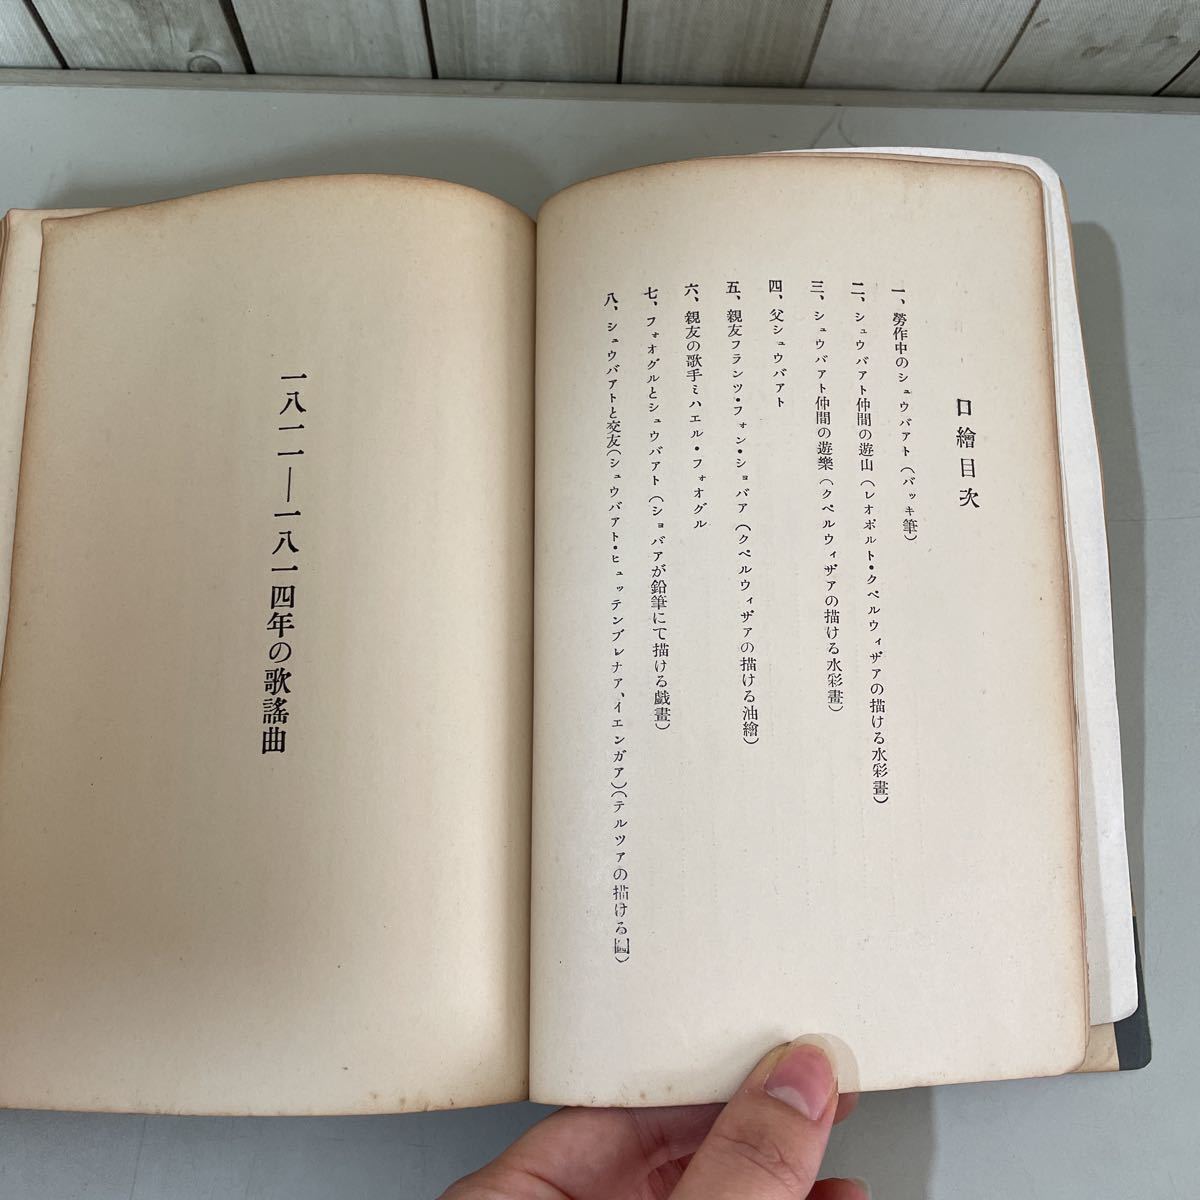 口繪目次
一、勞作中のシュウバアト(バッキ筆)
二、シュウバアト仲間の遊山(レオポルト・クペルウィザアの描ける水彩畫)
三、シュウバアト仲間の遊樂(クペルウィザアの描ける水彩畫)
四、父シュウバアト
五、親友フランツ・フォン・ショバア(クペルウィザアの描ける油繪)
六、親友の歌手ミハエル・フォオグル
七、フォオグルとシュウバアト(ショバアが鉛筆にて描ける戯畫)
八、シュウバアトと交友(シュウバアト・ヒュッテンブレナア、イエンガア)(テルツァの描ける)
一八一一―一八一四年の歌謠曲